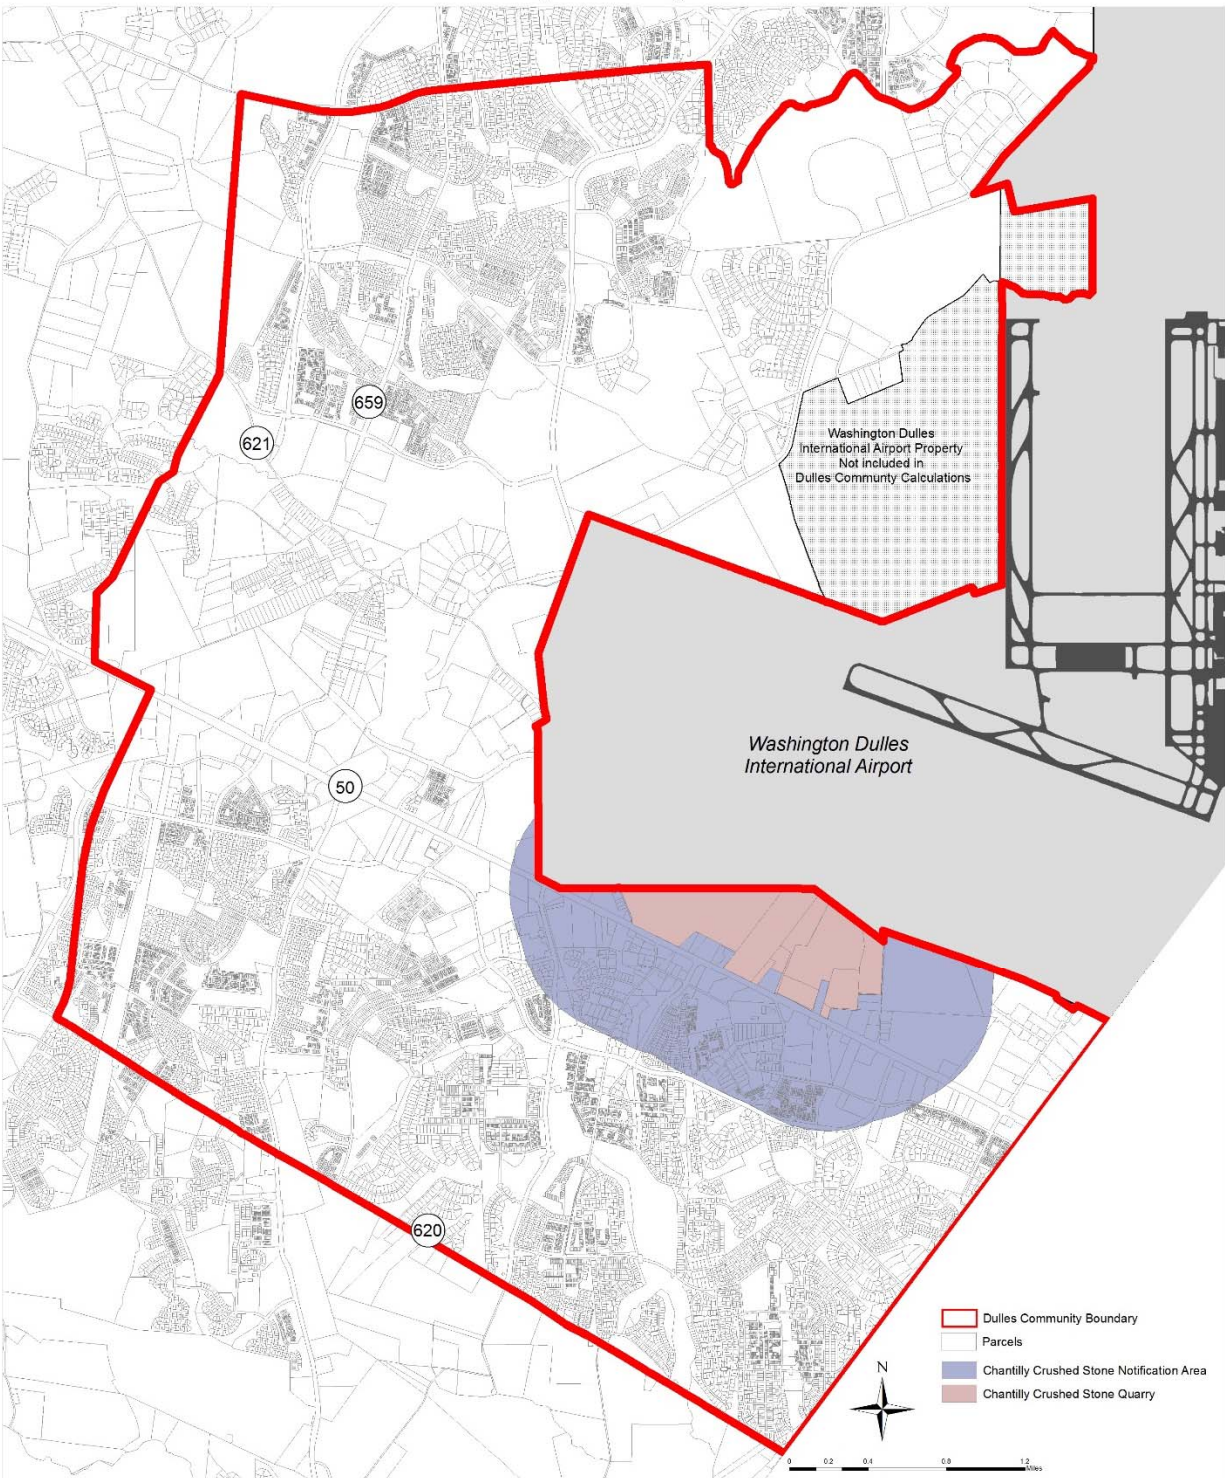 659
621
Washington Dulles
International Airport Property
Not included in
Dulles Communty Calculations
Washington Dulles
International Airport
50
620
Dulles Community Boundary
Parcels
Chantilly Crushed Stone Notification Area
Chantilly Crushed Stone Quarry
N
0 0.2 0.4 0.8 1.2
Miles